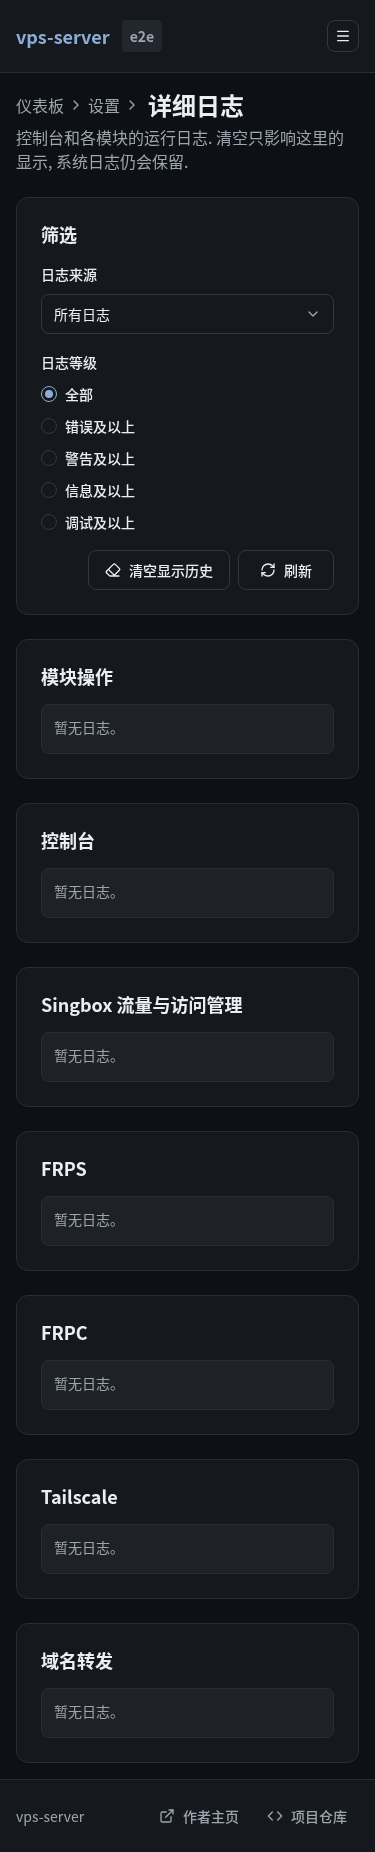 vps-server e2e
仪表板 > 设置 > 详细日志
控制台和各模块的运行日志. 清空只影响这里的
显示, 系统日志仍会保留.
筛选
日志来源
所有日志
日志等级
全部
错误及以上
警告及以上
信息及以上
调试及以上
清空显示历史 刷新
模块操作
暂无日志。
控制台
暂无日志。
Singbox 流量与访问管理
暂无日志。
FRPS
暂无日志。
FRPC
暂无日志。
Tailscale
暂无日志。
域名转发
暂无日志。
vps-server 作者主页 项目仓库